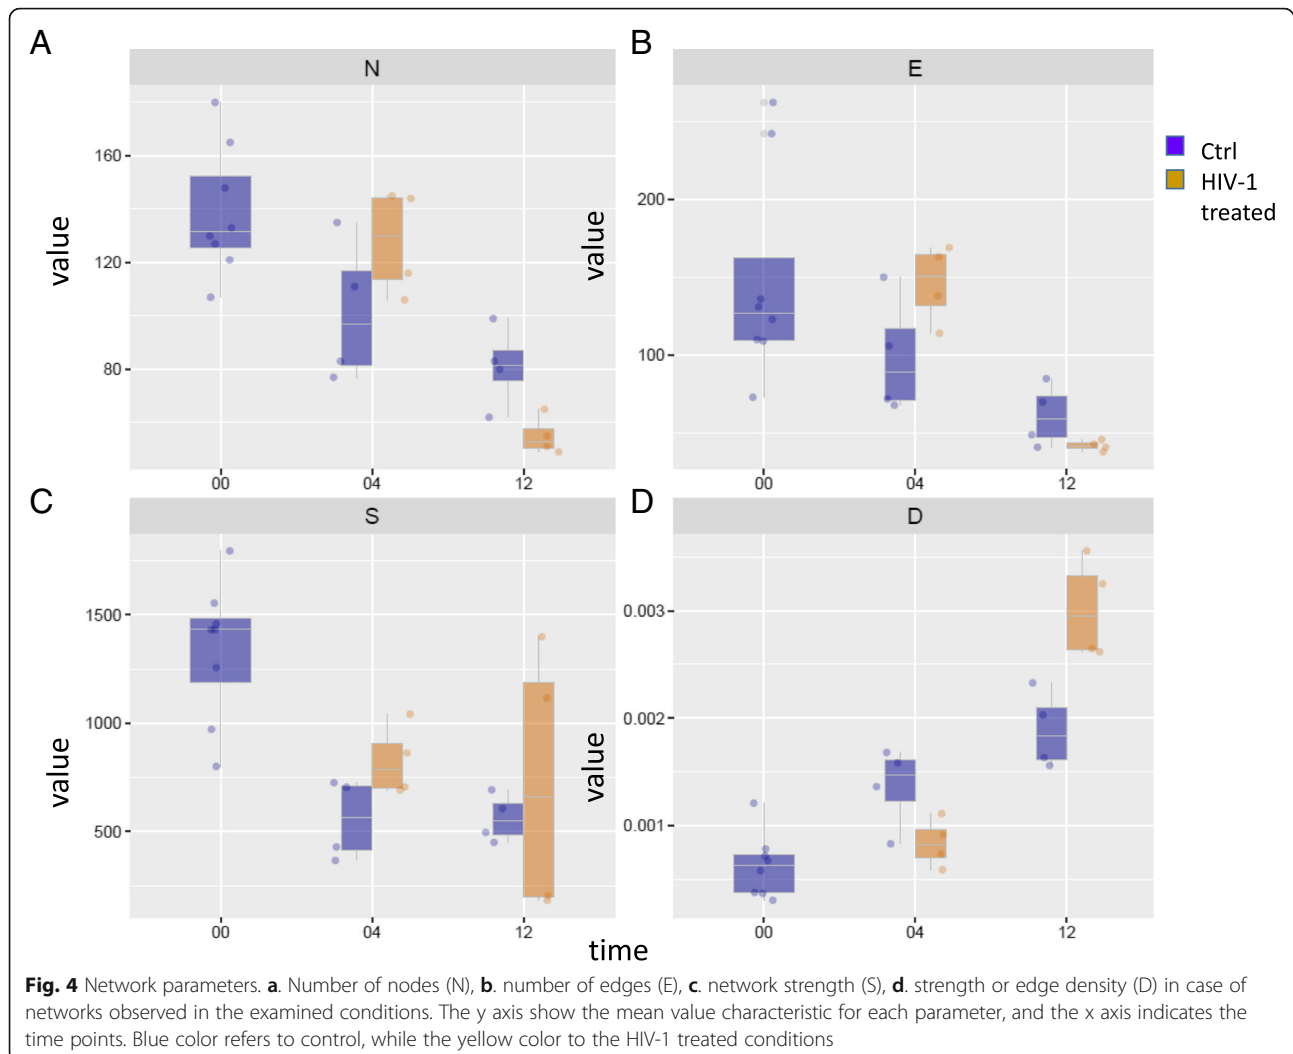 A
N
value
160
120
80
00
04
12
B
E
value
200
100
00
04
12
Ctrl
HIV-1
treated
C
S
value
1500
1000
500
00
04
12
D
D
value
0.003
0.002
0.001
00
04
12
time
Fig. 4 Network parameters. a. Number of nodes (N), b. number of edges (E), c. network strength (S), d. strength or edge density (D) in case of
networks observed in the examined conditions. The y axis show the mean value characteristic for each parameter, and the x axis indicates the
time points. Blue color refers to control, while the yellow color to the HIV-1 treated conditions